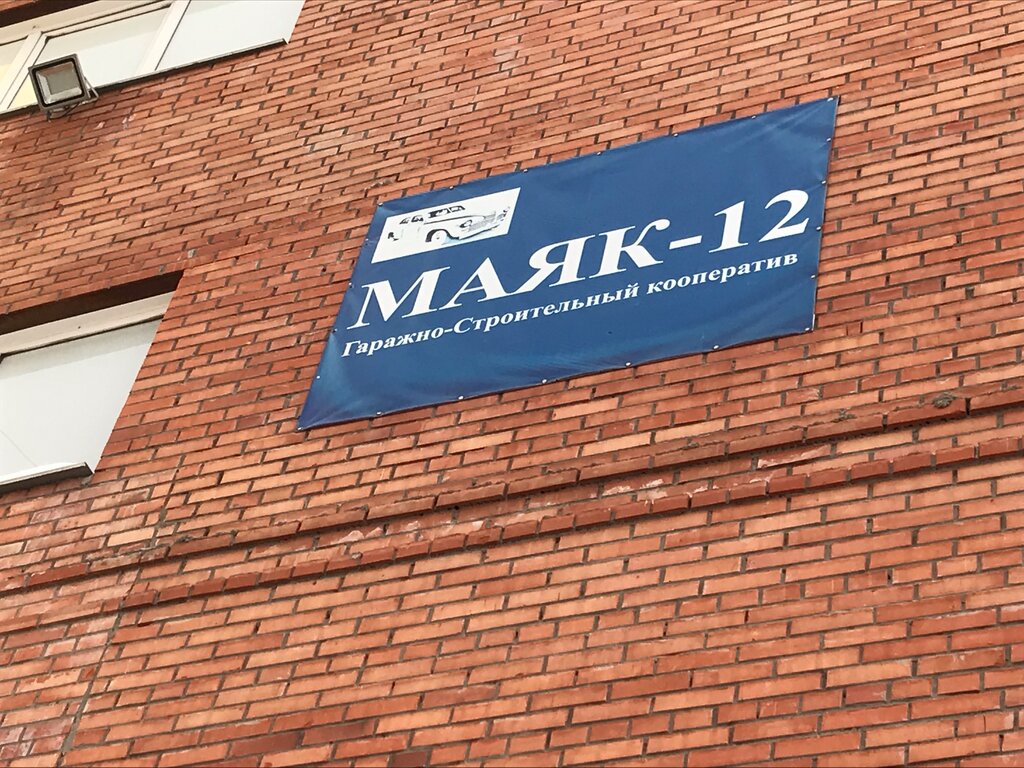 МАЯК-12
Гаражно-Строительный кооператив